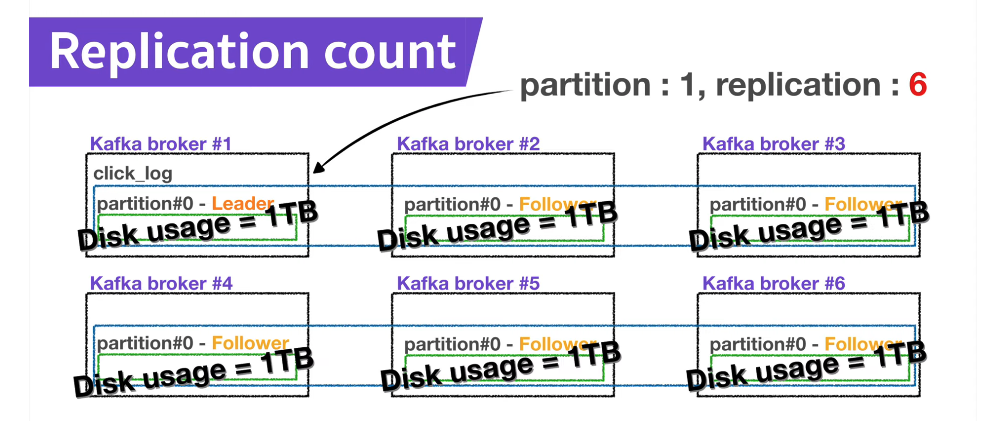 Replication count
partition : 1, replication : 6
Kafka broker #1
click_log
partition#0 - Leader
Disk usage = 1TB
Kafka broker #2
partition#0 - Follower
Disk usage = 1TB
Kafka broker #3
partition#0 - Follower
Disk usage = 1TB
Kafka broker #4
partition#0 - Follower
Disk usage = 1TB
Kafka broker #5
partition#0 - Follower
Disk usage = 1TB
Kafka broker #6
partition#0 - Follower
Disk usage = 1TB